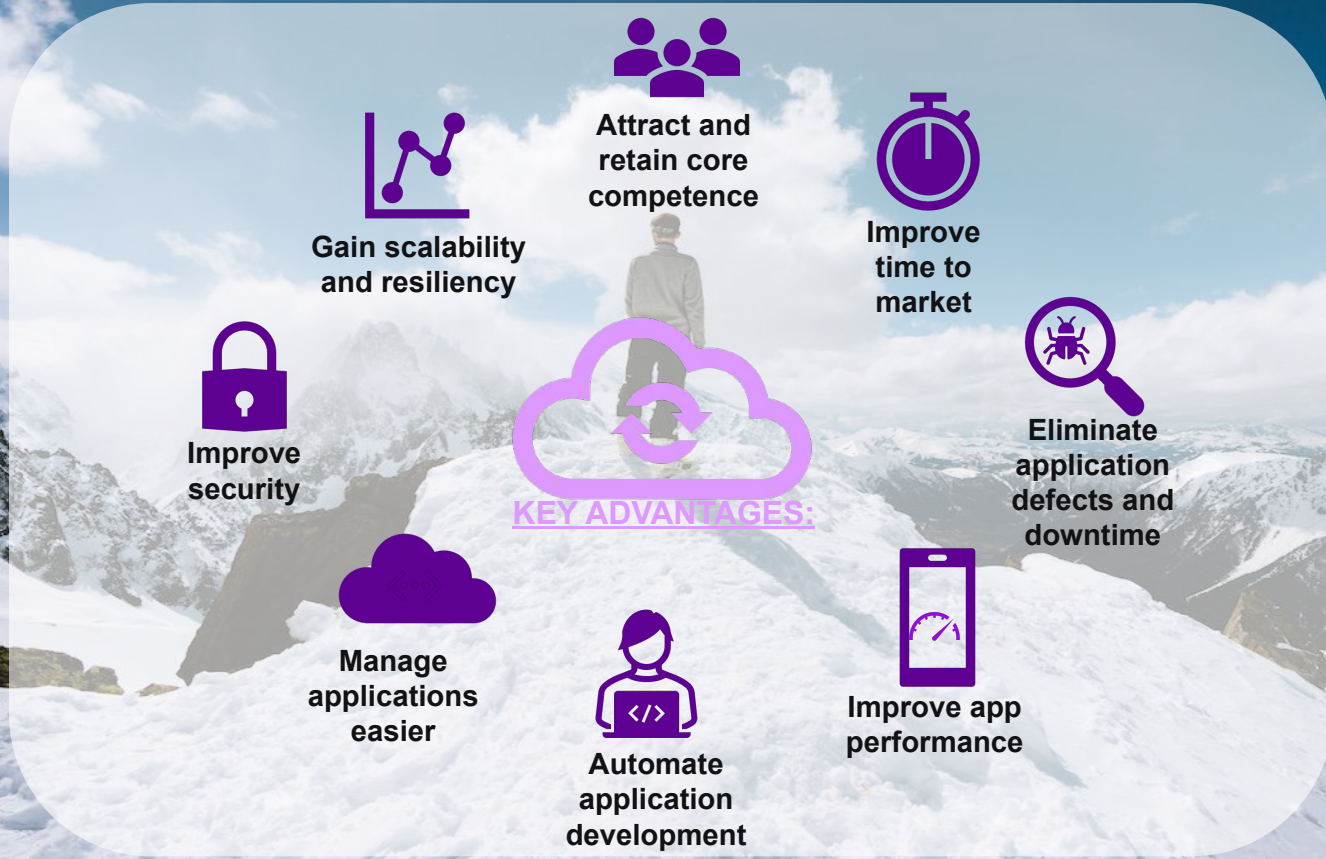 Attract and
retain core
competence
Improve
time to
market
Eliminate
application
defects and
downtime
Improve app
performance
</>
Automate
application
development
Manage
applications
easier
Improve
security
Gain scalability
and resiliency
KEY ADVANTAGES: